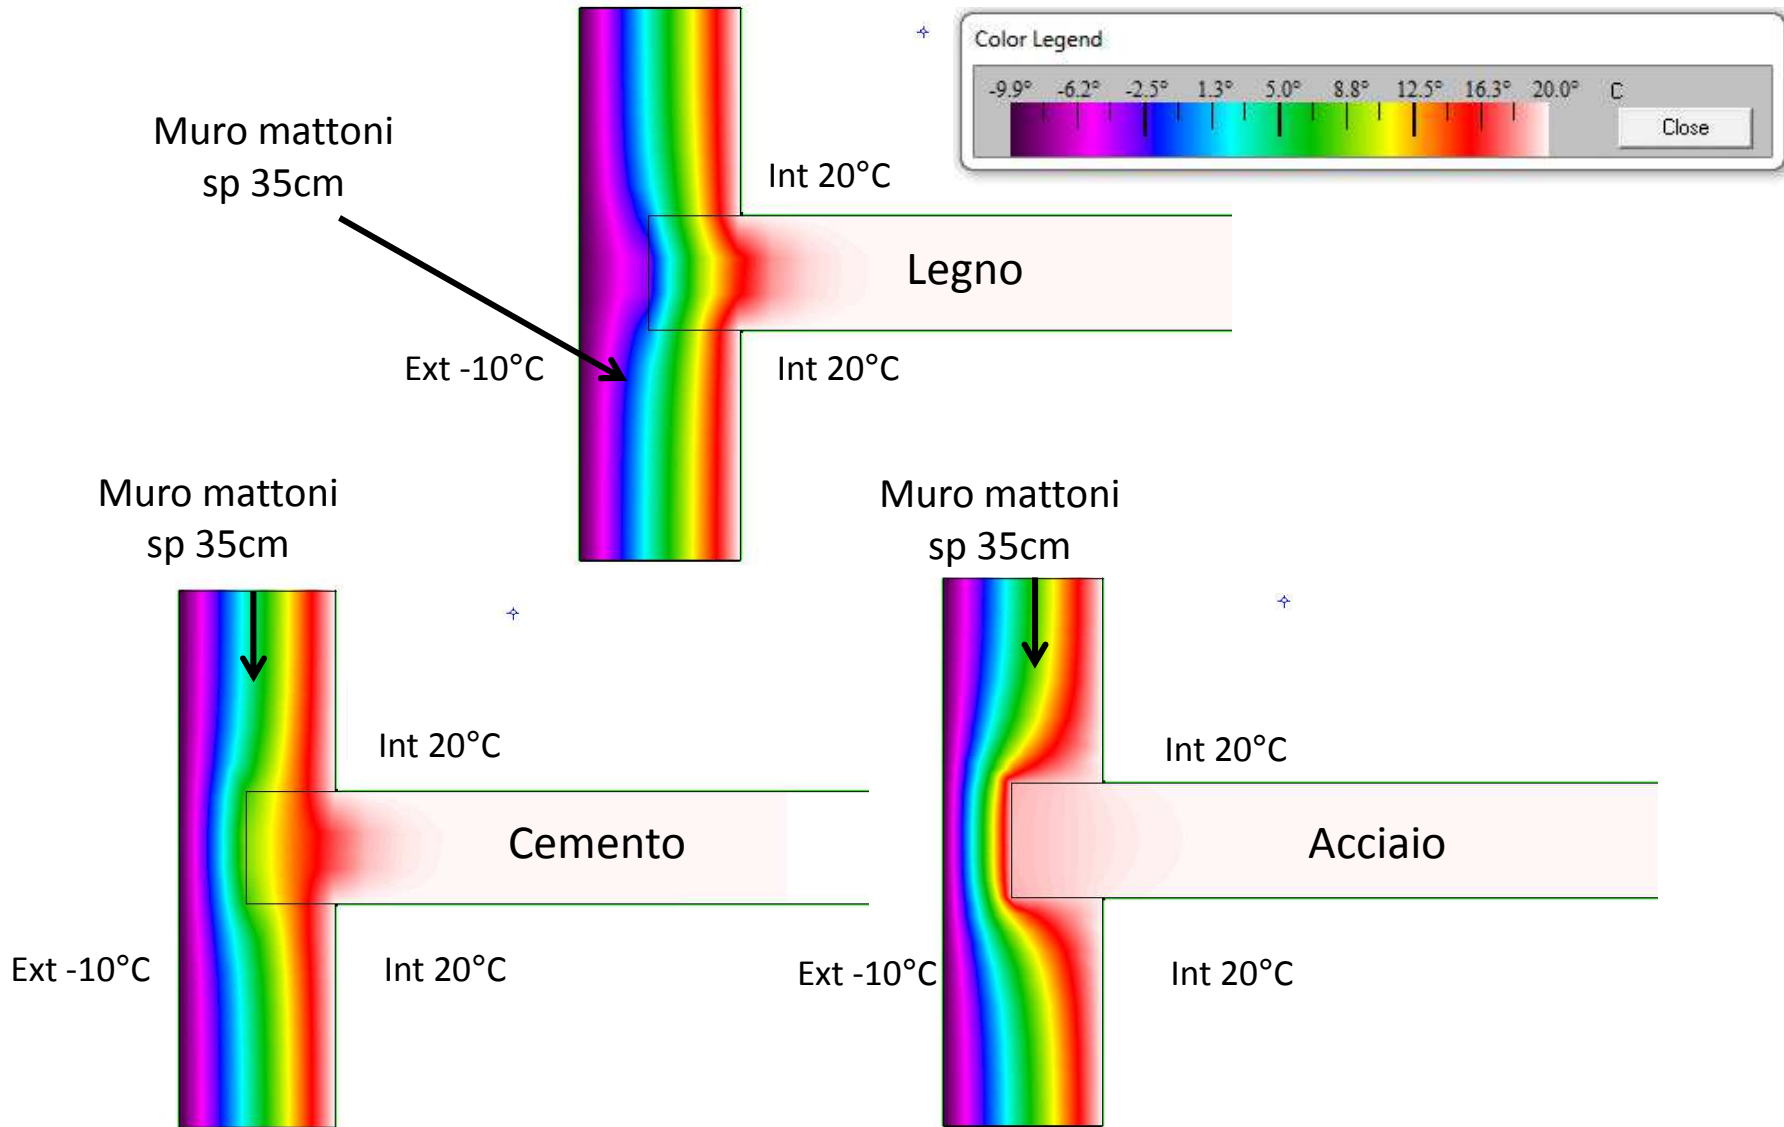 Color Legend
-9.9° -6.2° -2.5° 1.3° 5.0° 8.8° 12.5° 16.3° 20.0° C
Close
Muro mattoni
sp 35cm
Int 20°C
Legno
Ext -10°C
Int 20°C
Muro mattoni
sp 35cm
Int 20°C
Cemento
Ext -10°C
Int 20°C
Muro mattoni
sp 35cm
Int 20°C
Acciaio
Ext -10°C
Int 20°C